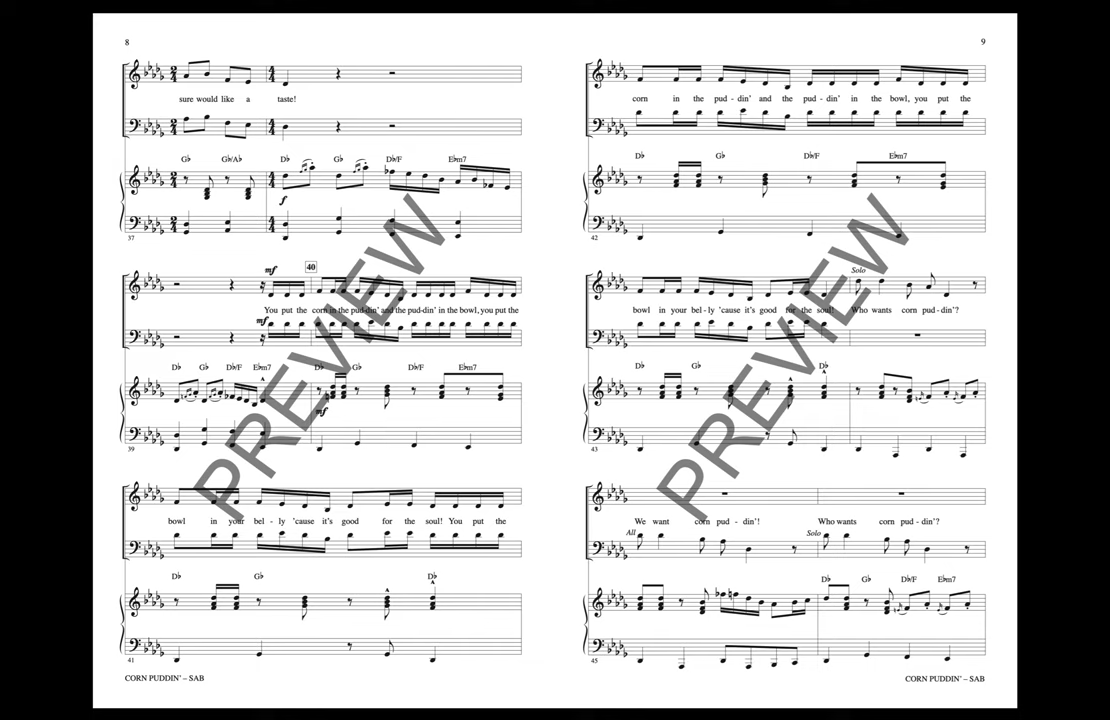 8
sure would like a taste!
G♭ G♭/A♭ D♭ G♭ D♭/F E♭m7
f
37
mf 40
You put the corn in the pud-din' and the pud-din' in the bowl, you put the
mf
D♭ G♭ D♭/F E♭m7 D♭ G♭ D♭/F E♭m7
mf
39
bowl in your bel-ly 'cause it's good for the soul! You put the
D♭ G♭ D♭
41
CORN PUDDIN' – SAB
PREVIEW
9
corn in the pud-din' and the pud-din' in the bowl, you put the
D♭ G♭ D♭/F E♭m7
42
Solo
bowl in your bel-ly 'cause it's good for the soul! Who wants corn pud-din'?
D♭ G♭ D♭
43
We want corn pud-din'! Who wants corn pud-din'?
All Solo
D♭ G♭ D♭/F E♭m7
45
CORN PUDDIN' – SAB
PREVIEW